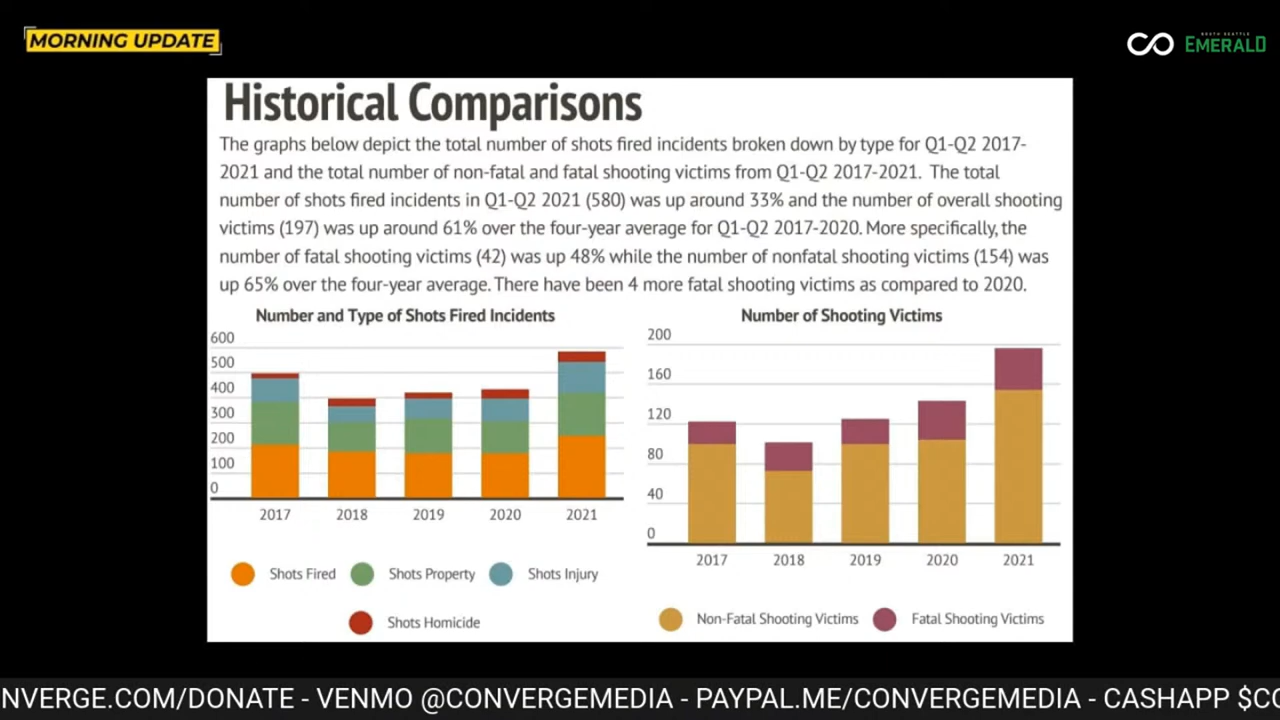 MORNING UPDATE
SOUTH SEATTLE
EMERALD
Historical Comparisons
The graphs below depict the total number of shots fired incidents broken down by type for Q1-Q2 2017-
2021 and the total number of non-fatal and fatal shooting victims from Q1-Q2 2017-2021. The total
number of shots fired incidents in Q1-Q2 2021 (580) was up around 33% and the number of overall shooting
victims (197) was up around 61% over the four-year average for Q1-Q2 2017-2020. More specifically, the
number of fatal shooting victims (42) was up 48% while the number of nonfatal shooting victims (154) was
up 65% over the four-year average. There have been 4 more fatal shooting victims as compared to 2020.
Number and Type of Shots Fired Incidents
600
500
400
300
200
100
0
2017 2018 2019 2020 2021
Shots Fired Shots Property Shots Injury
Shots Homicide
Number of Shooting Victims
200
160
120
80
40
0
2017 2018 2019 2020 2021
Non-Fatal Shooting Victims Fatal Shooting Victims
NVERGE.COM/DONATE - VENMO @CONVERGEMEDIA - PAYPAL.ME/CONVERGEMEDIA - CASHAPP $CO